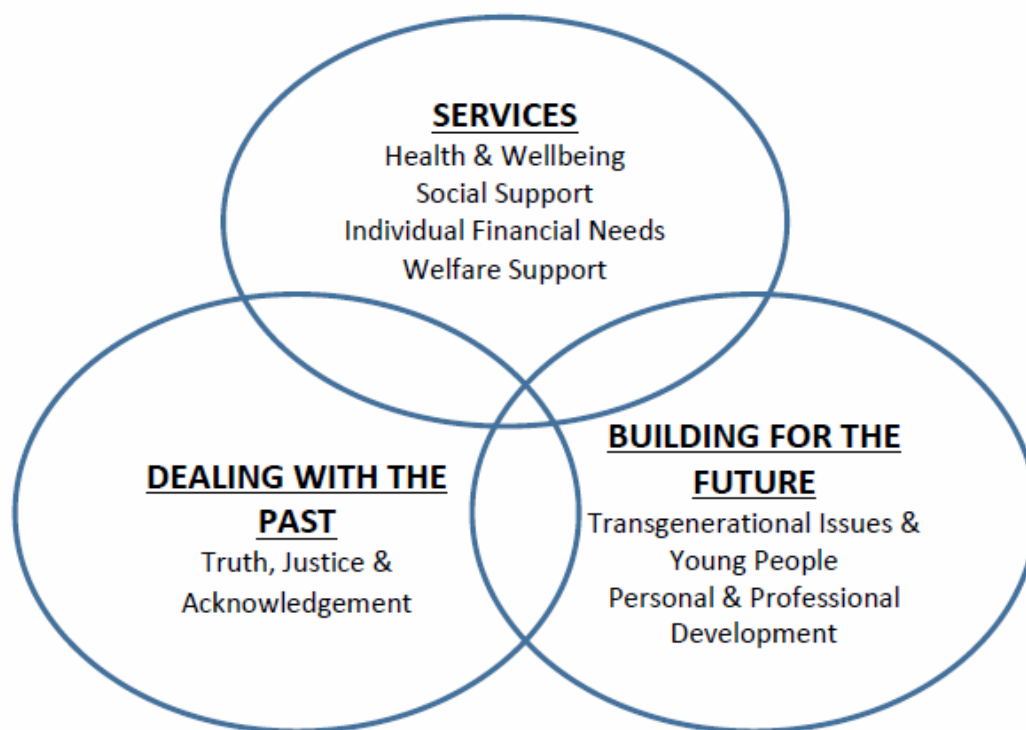 SERVICES
Health & Wellbeing
Social Support
Individual Financial Needs
Welfare Support
DEALING WITH THE
PAST
Truth, Justice &
Acknowledgement
BUILDING FOR THE
FUTURE
Transgenerational Issues &
Young People
Personal & Professional
Development